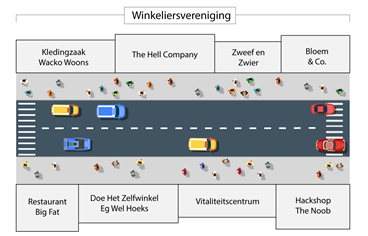 Winkeliersvereniging
Kledingzaak
Wacko Woons
The Hell Company
Zweef en
Zwier
Bloem
& Co.
Restaurant
Big Fat
Doe Het Zelfwinkel
Eg Wel Hoeks
Vitaliteitscentrum
Hackshop
The Noob